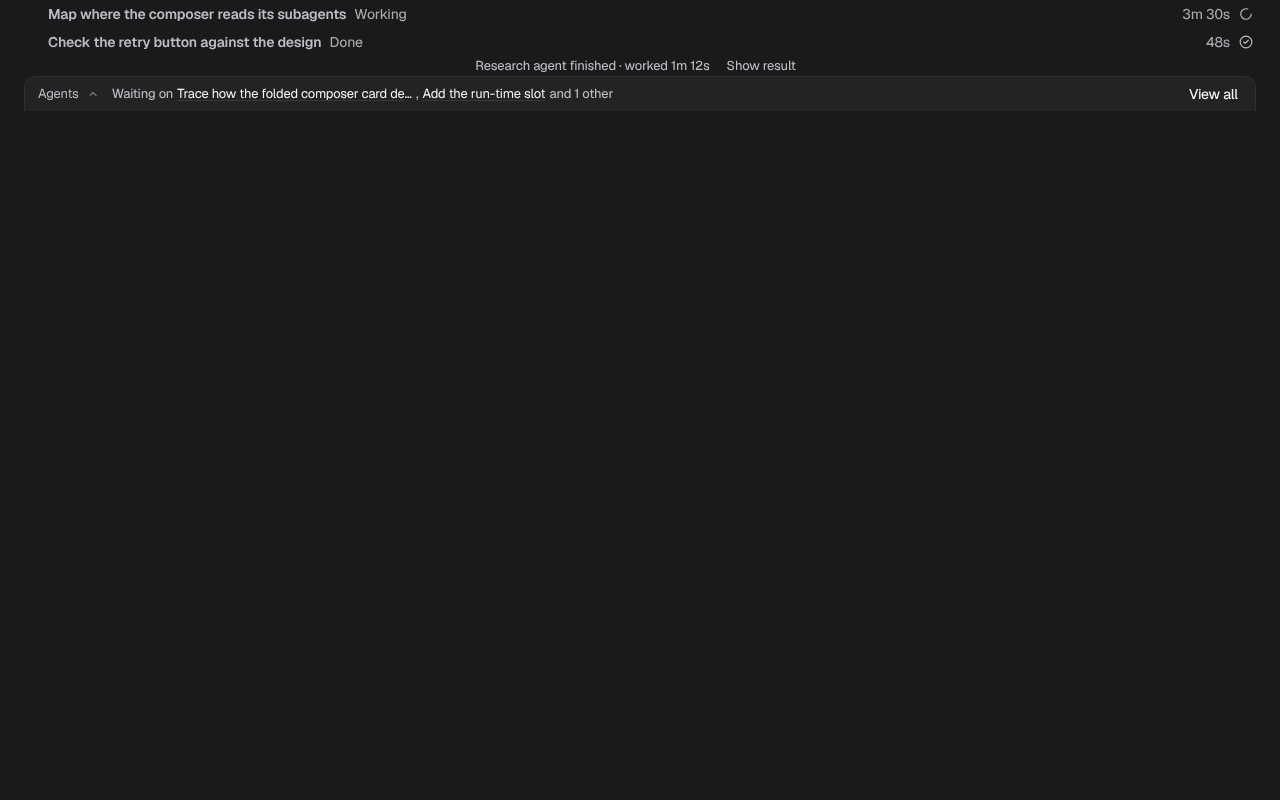 Map where the composer reads its subagents Working 3m 30s
Check the retry button against the design Done 48s
Research agent finished · worked 1m 12s Show result
Agents Waiting on Trace how the folded composer card de… , Add the run-time slot and 1 other View all